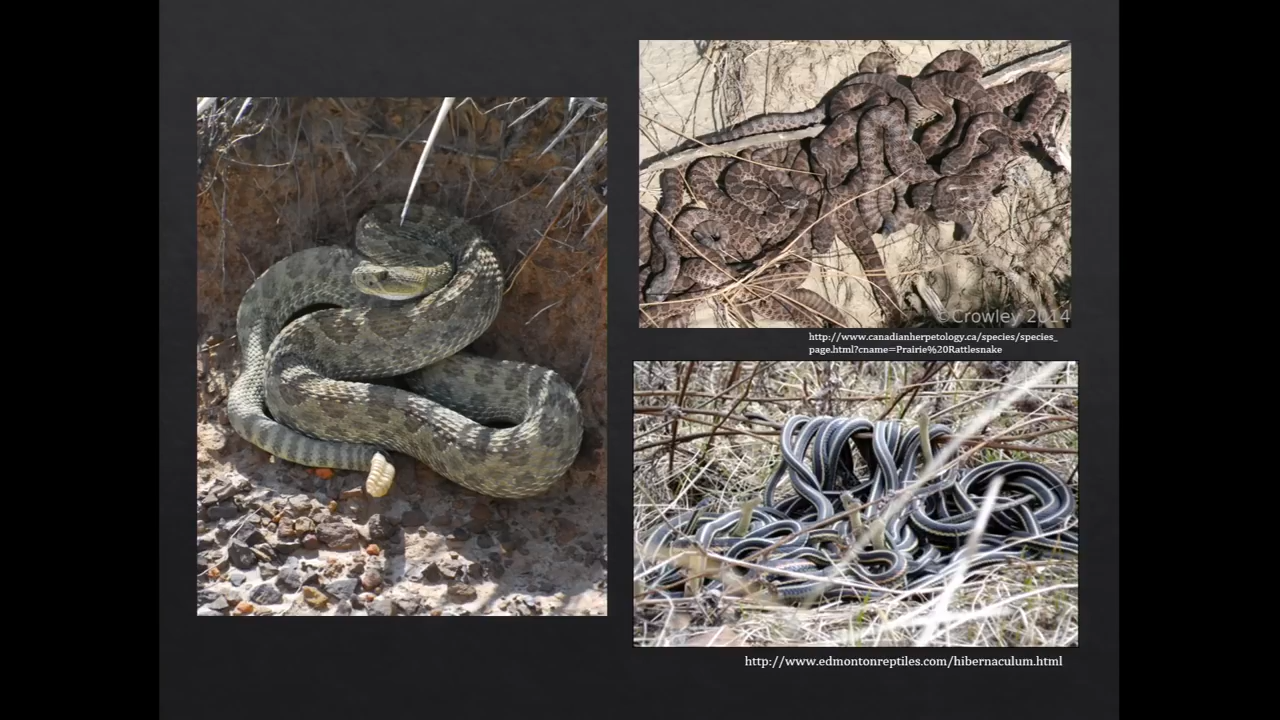 ©Crowley 2014
http://www.canadianherpetology.ca/species/species_
page.html?cname=Prairie%20Rattlesnake
http://www.edmontonreptiles.com/hibernaculum.html